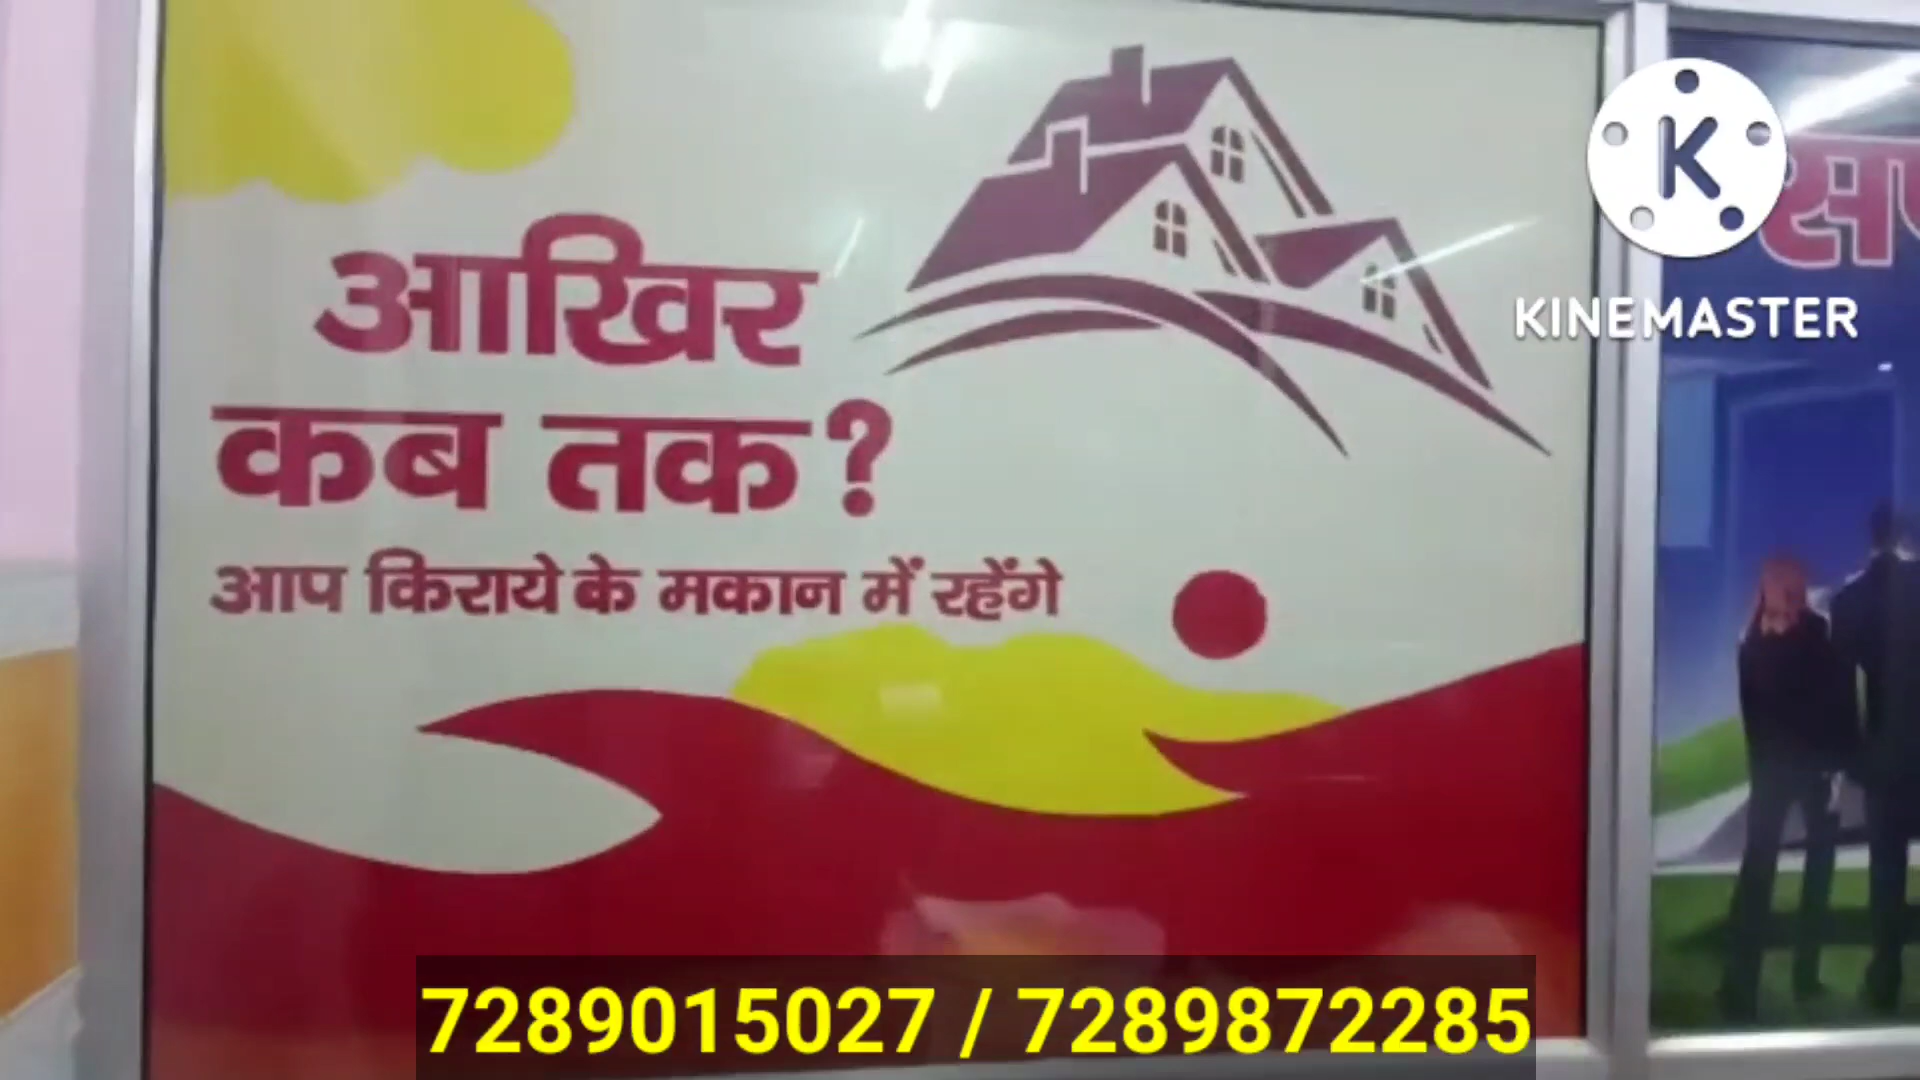 आखिर
कब तक?
आप किराये के मकान में रहेंगे
K
KINEMASTER
7289015027 / 7289872285